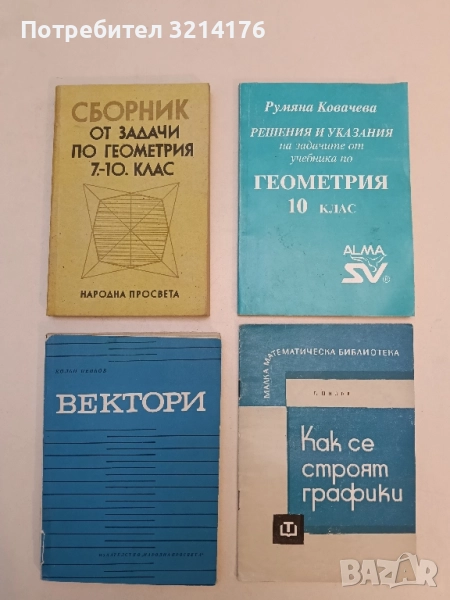 Потребител 3214176
СБОРНИК
ОТ ЗАДАЧИ
ПО ГЕОМЕТРИЯ
7.-10. КЛАС
НАРОДНА ПРОСВЕТА
Румяна Ковачева
РЕШЕНИЯ И УКАЗАНИЯ
на задачите от
учебника по
ГЕОМЕТРИЯ
10 КЛАС
ALMA
SV ®
ВЕКТОРИ
МАЛКА МАТЕМАТИЧЕСКА БИБЛИОТЕКА
Как се
строят
графики
Т
BAZAR